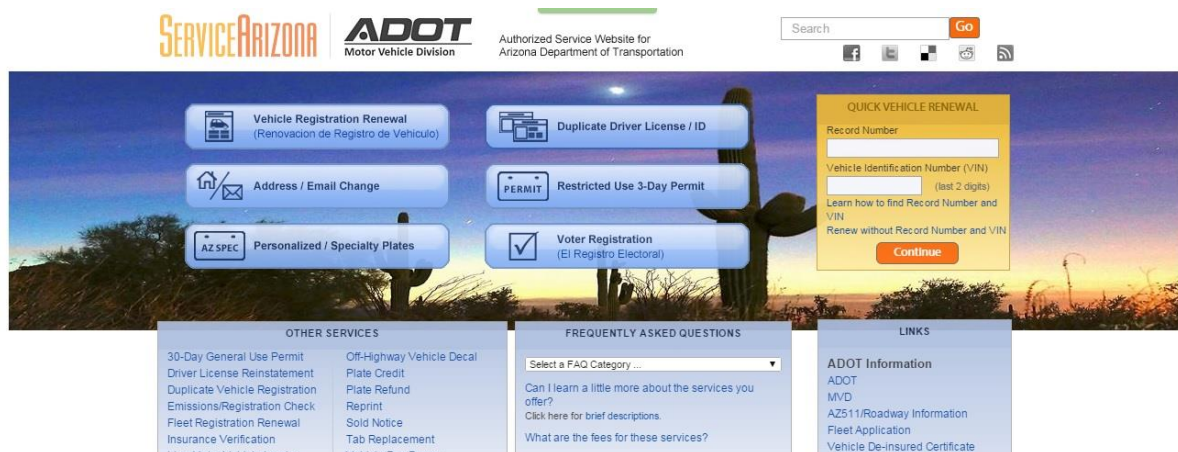 SERVICEARIZONA
ADOT
Motor Vehicle Division
Authorized Service Website for
Arizona Department of Transportation
Search
Go
Vehicle Registration Renewal
(Renovacion de Registro de Vehiculo)
Duplicate Driver License / ID
Address / Email Change
PERMIT
Restricted Use 3-Day Permit
AZ SPEC
Personalized / Specialty Plates
Voter Registration
(El Registro Electoral)
QUICK VEHICLE RENEWAL
Record Number
Vehicle Identification Number (VIN)
(last 2 digits)
Learn how to find Record Number and
VIN
Renew without Record Number and VIN
Continue
OTHER SERVICES
30-Day General Use Permit
Driver License Reinstatement
Duplicate Vehicle Registration
Emissions/Registration Check
Fleet Registration Renewal
Insurance Verification
Off-Highway Vehicle Decal
Plate Credit
Plate Refund
Reprint
Sold Notice
Tab Replacement
FREQUENTLY ASKED QUESTIONS
Select a FAQ Category ...
Can I learn a little more about the services you
offer?
Click here for brief descriptions.
What are the fees for these services?
LINKS
ADOT Information
ADOT
MVD
AZ511/Roadway Information
Fleet Application
Vehicle De-insured Certificate